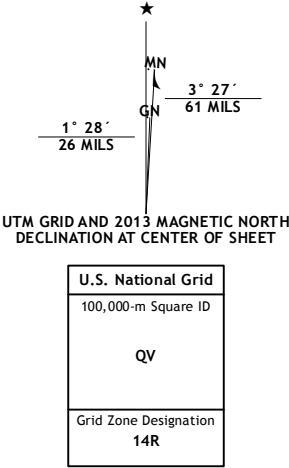 ★
MN
3° 27´
61 MILS
GN
1° 28´
26 MILS
UTM GRID AND 2013 MAGNETIC NORTH
DECLINATION AT CENTER OF SHEET
U.S. National Grid
100,000-m Square ID
QV
Grid Zone Designation
14R